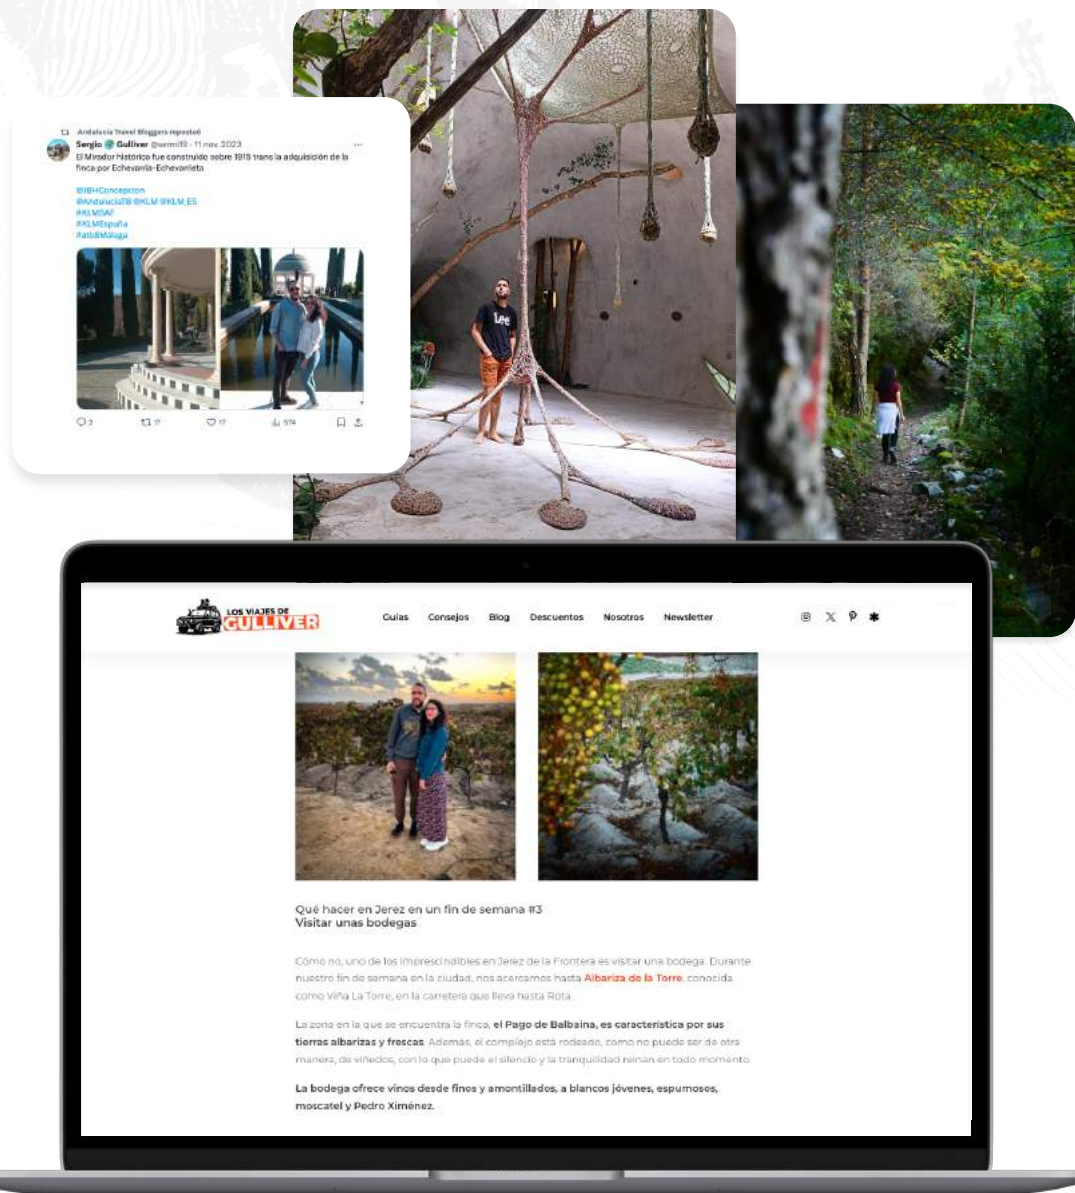 Andalucía Travel Bloggers reposted
Sergio Gulliver @sermi19 · 11 nov. 2023
El Mirador histórico fue construido sobre 1915 trans la adquisición de la
finca por Echevarría-Echevarrieta
@JBHConcepcion
@AndaluciaTB @KLM @KLM_ES
#KLMSAF
#KLMEspaña
#atbBMálaga
2 17 17 574
Lee
LOS VIAJES DE
GULLIVER
Guías Consejos Blog Descuentos Nosotros Newsletter
Qué hacer en Jerez en un fin de semana #3
Visitar unas bodegas
Cómo no, uno de los imprescindibles en Jerez de la Frontera es visitar una bodega. Durante
nuestro fin de semana en la ciudad, nos acercamos hasta Albariza de la Torre, conocida
como Viña La Torre, en la carretera que lleva hasta Rota.
La zona en la que se encuentra la finca, el Pago de Balbaina, es característica por sus
tierras albarizas y frescas. Además, el complejo está rodeado, como no puede ser de otra
manera, de viñedos, con lo que puede el silencio y la tranquilidad reinan en todo momento.
La bodega ofrece vinos desde finos y amontillados, a blancos jóvenes, espumosos,
moscatel y Pedro Ximénez.